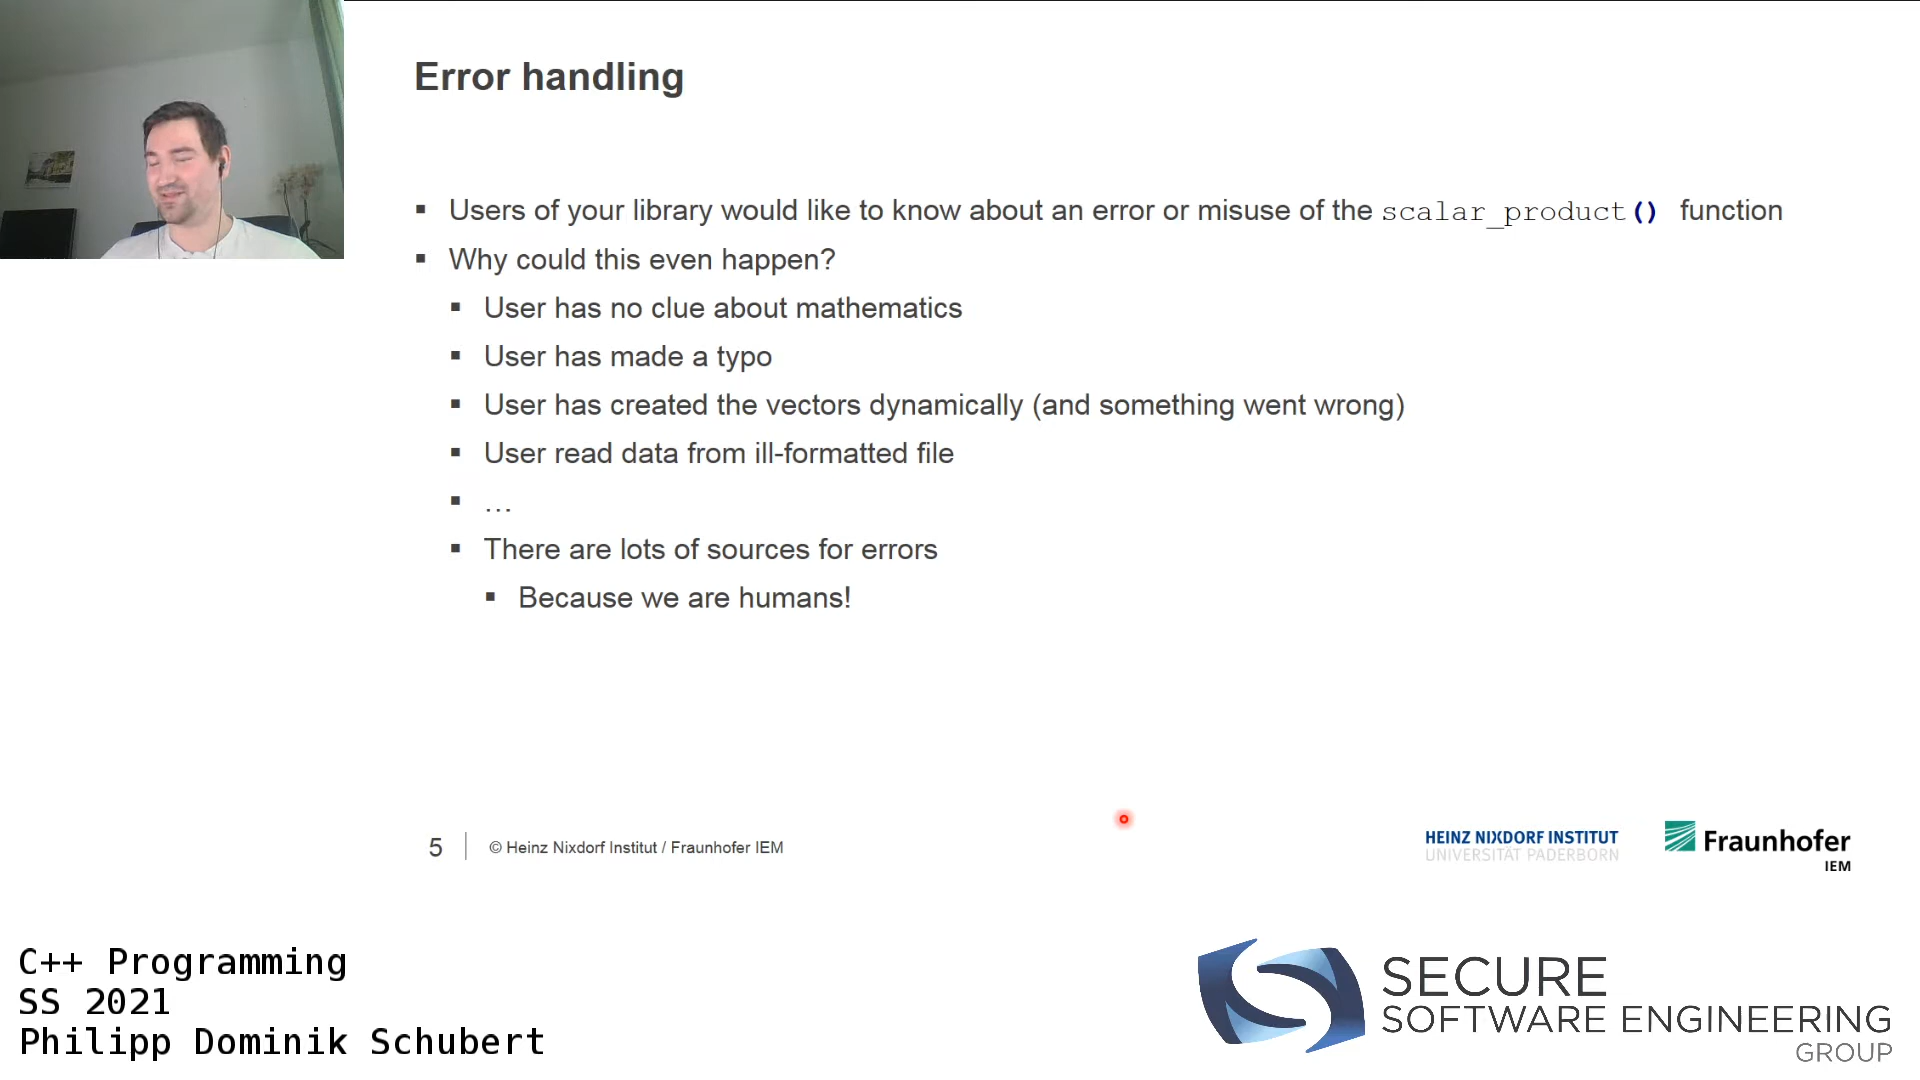 Error handling
Users of your library would like to know about an error or misuse of the scalar_product() function
Why could this even happen?
User has no clue about mathematics
User has made a typo
User has created the vectors dynamically (and something went wrong)
User read data from ill-formatted file
…
There are lots of sources for errors
Because we are humans!
5
© Heinz Nixdorf Institut / Fraunhofer IEM
HEINZ NIXDORF INSTITUT
UNIVERSITÄT PADERBORN
Fraunhofer
IEM
C++ Programming
SS 2021
Philipp Dominik Schubert
SECURE
SOFTWARE ENGINEERING
GROUP